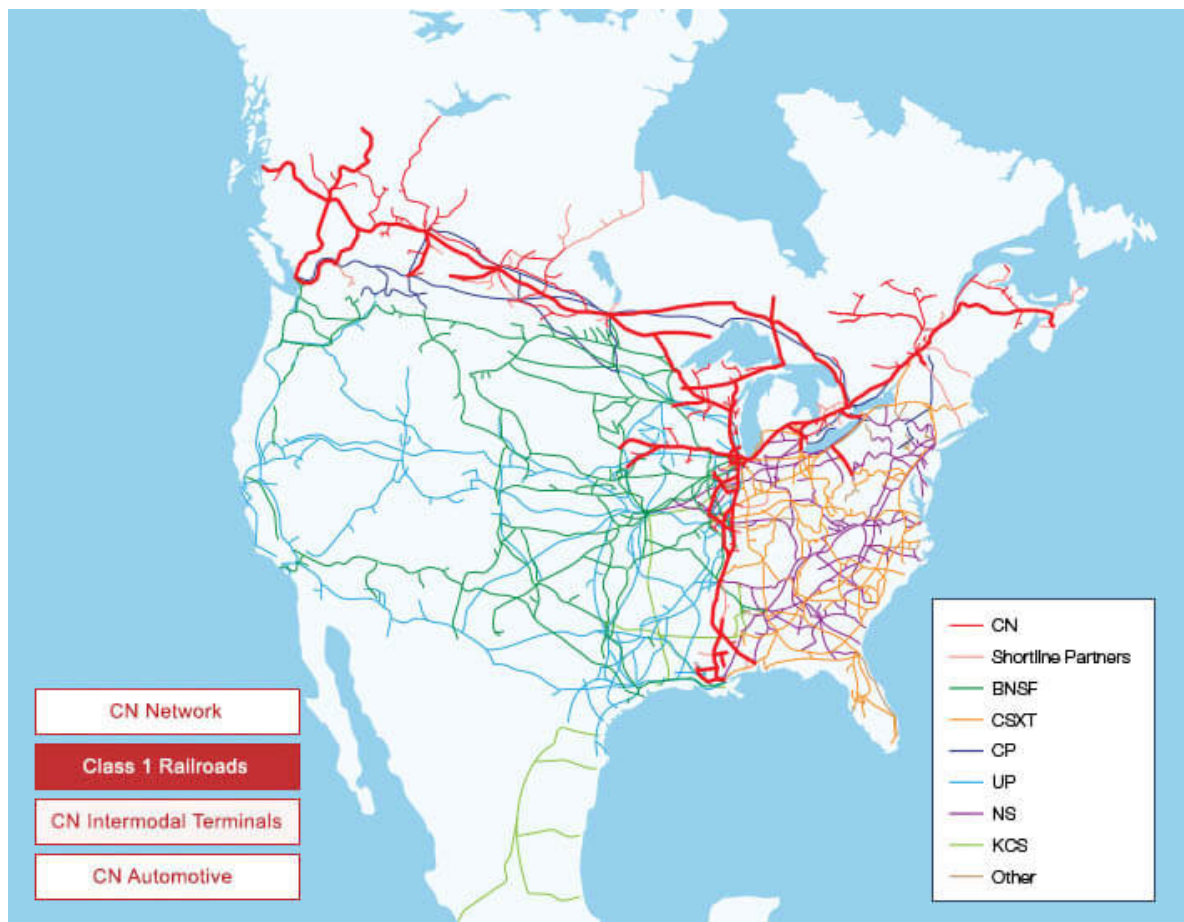 CN Network
Class 1 Railroads
CN Intermodal Terminals
CN Automotive
CN
Shortline Partners
BNSF
CSXT
CP
UP
NS
KCS
Other